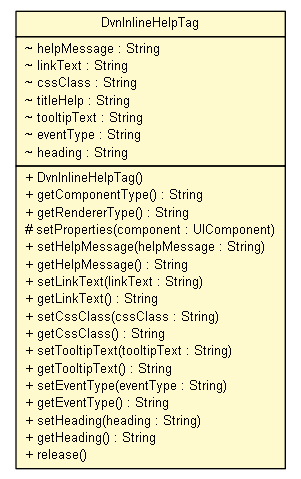 DvnInlineHelpTag
~ helpMessage : String
~ linkText : String
~ cssClass : String
~ titleHelp : String
~ tooltipText : String
~ eventType : String
~ heading : String
+ DvnInlineHelpTag()
+ getComponentType() : String
+ getRendererType() : String
# setProperties(component : UIComponent)
+ setHelpMessage(helpMessage : String)
+ getHelpMessage() : String
+ setLinkText(linkText : String)
+ getLinkText() : String
+ setCssClass(cssClass : String)
+ getCssClass() : String
+ setTooltipText(tooltipText : String)
+ getTooltipText() : String
+ setEventType(eventType : String)
+ getEventType() : String
+ setHeading(heading : String)
+ getHeading() : String
+ release()